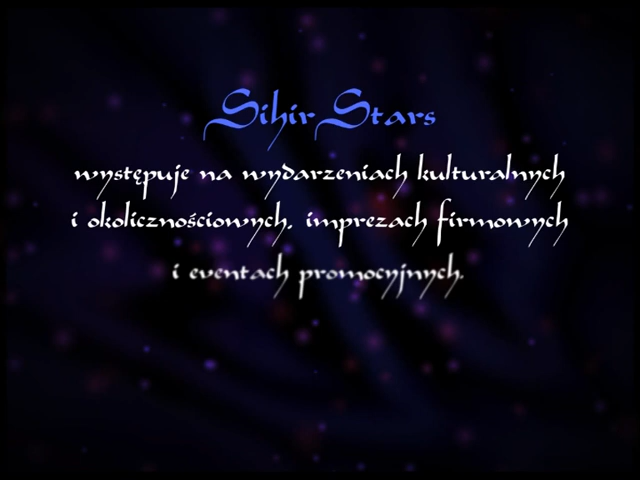 Sihir Stars
występuje na wydarzeniach kulturalnych
i okolicznościowych, imprezach firmowych
i eventach promocyjnych.